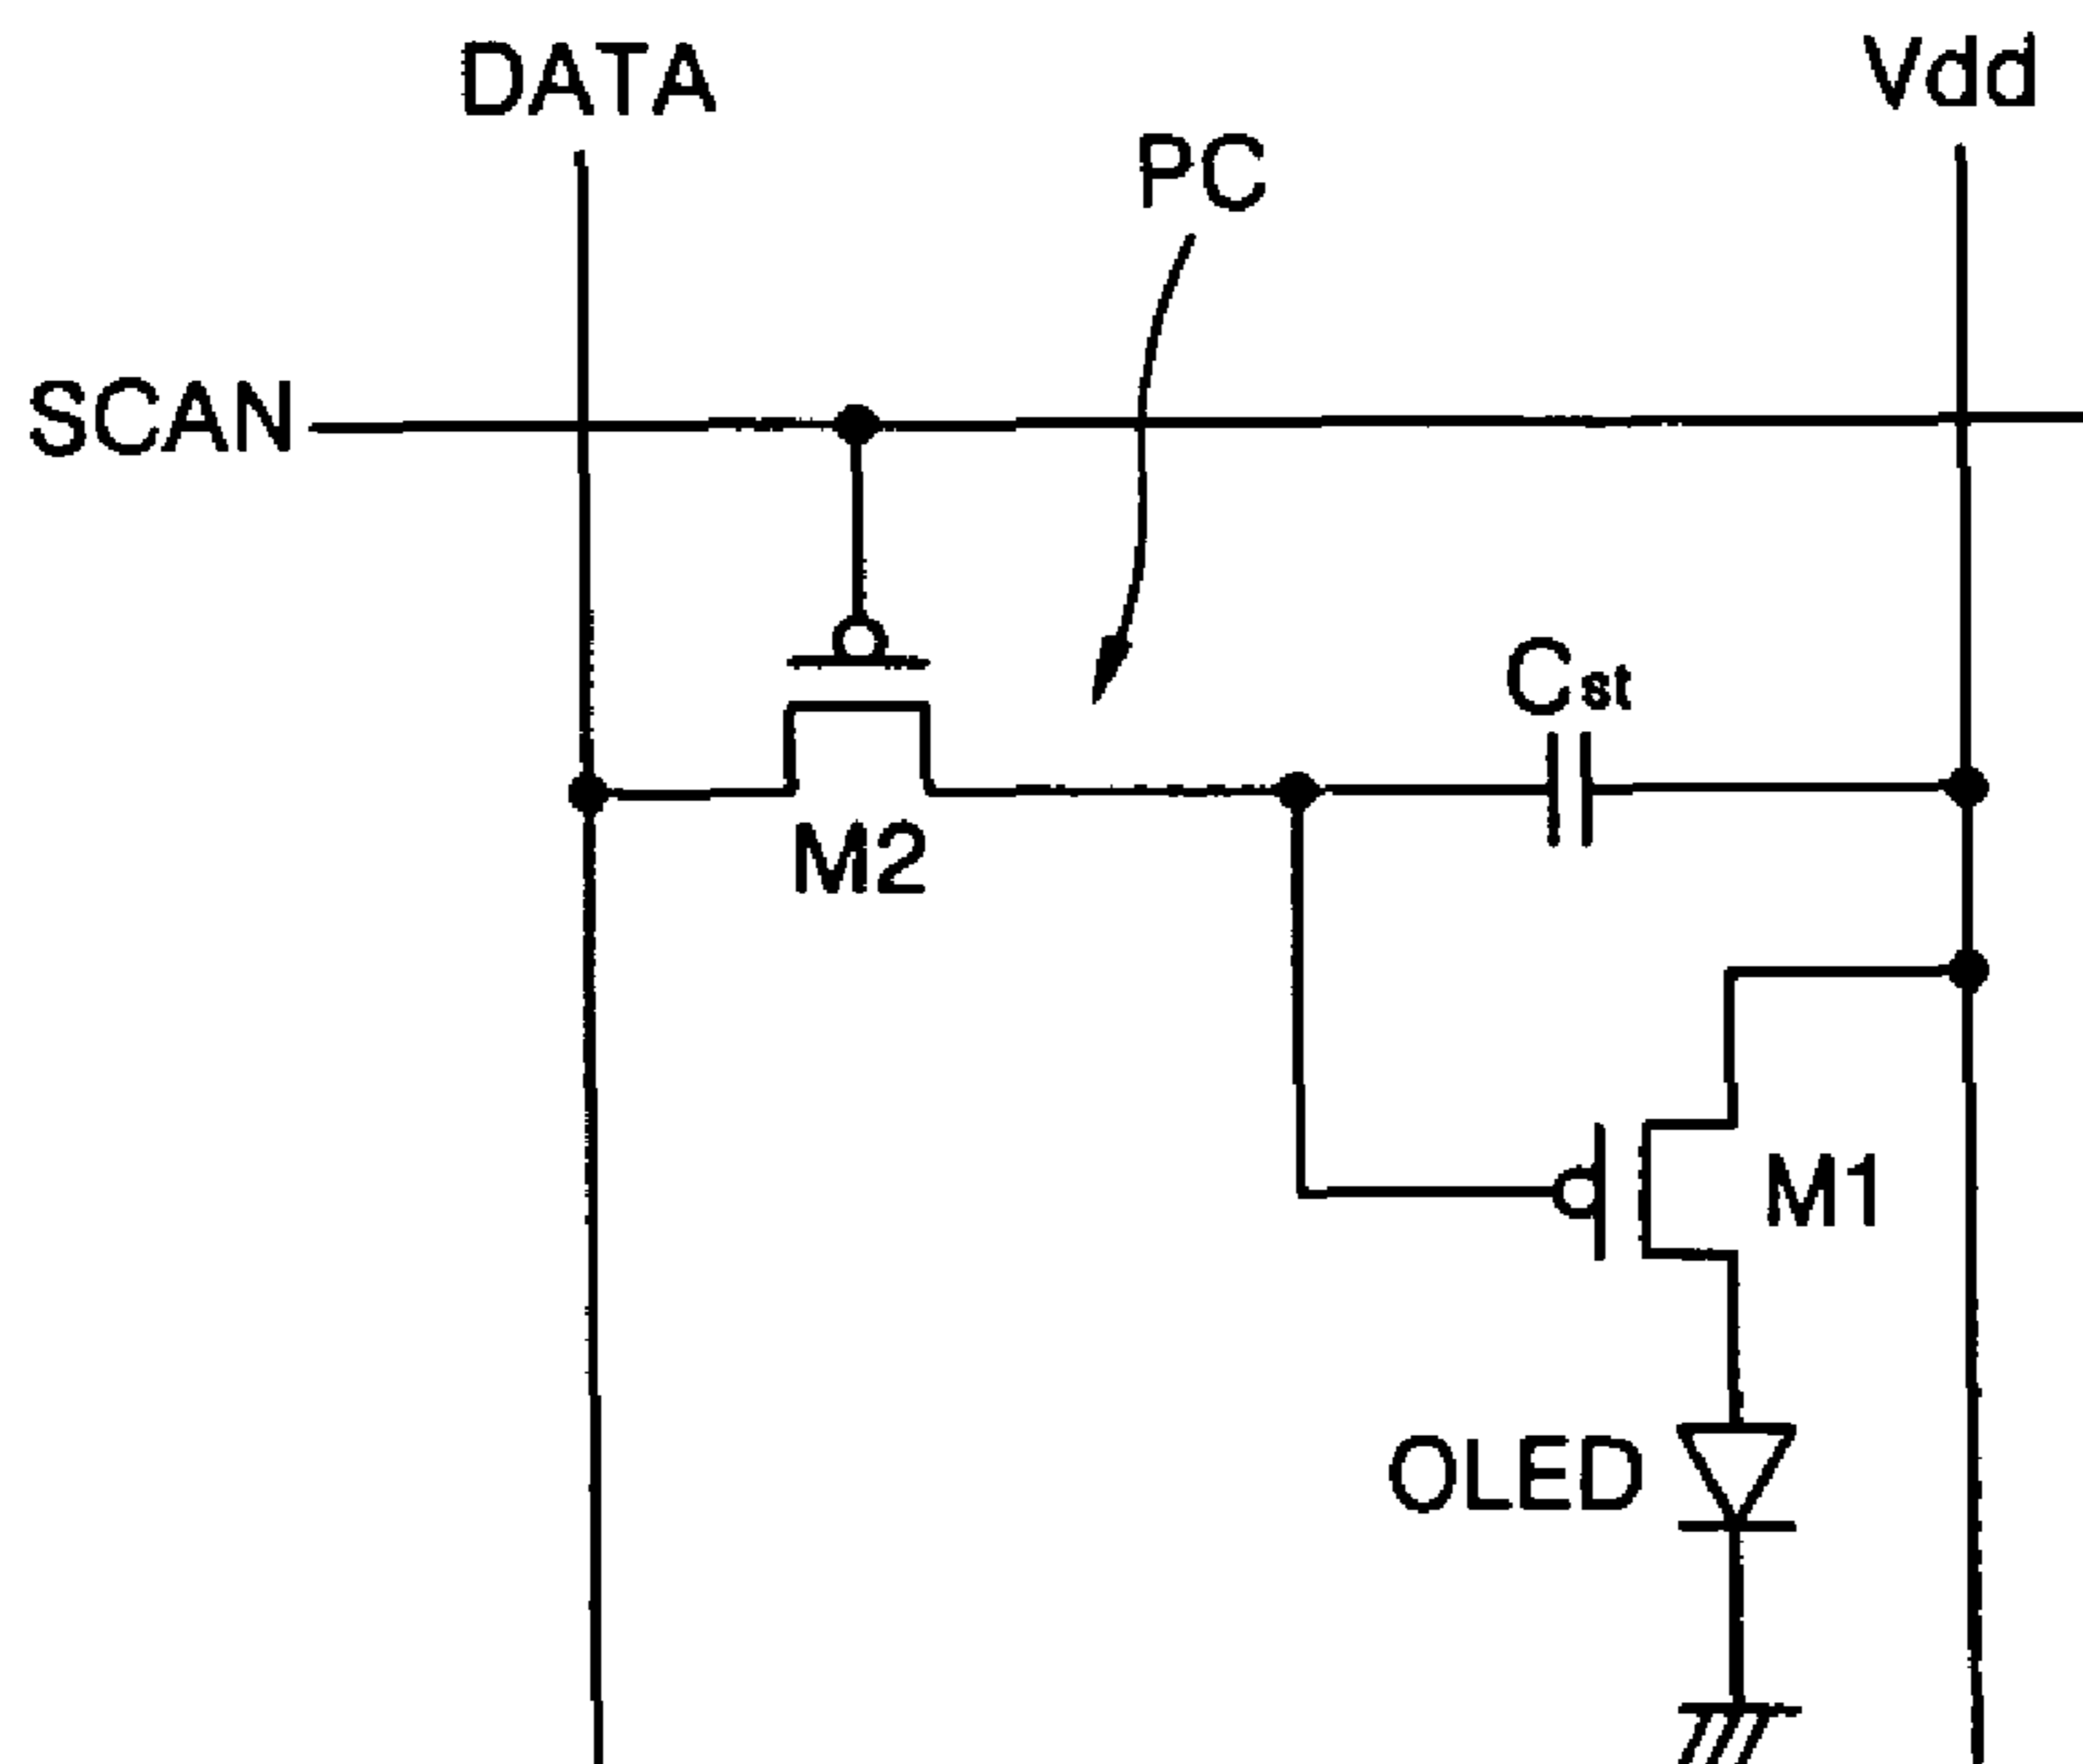 DATA
Vdd
PC
SCAN
Cst
M2
M1
OLED